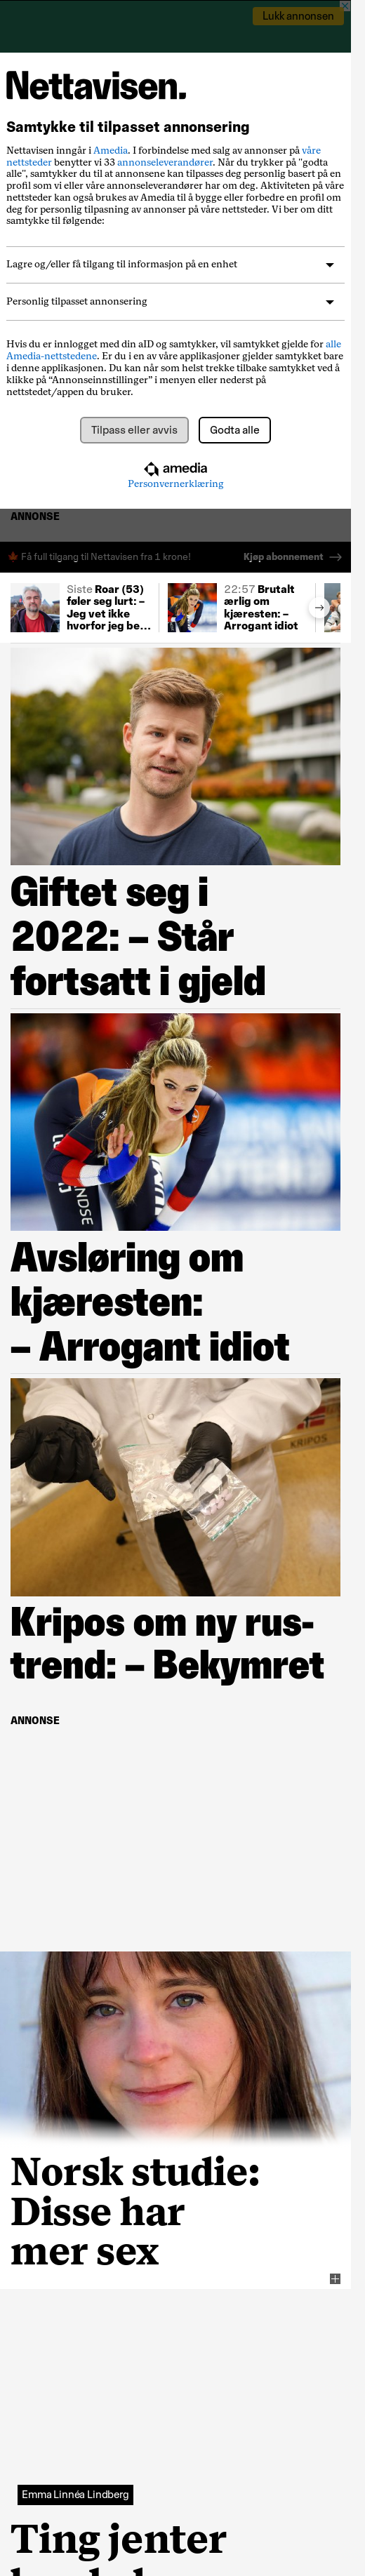 Lukk annonsen
Nettavisen.
Samtykke til tilpasset annonsering
Nettavisen inngår i Amedia. I forbindelse med salg av annonser på våre
nettsteder benytter vi 33 annonseleverandører. Når du trykker på "godta
alle", samtykker du til at annonsene kan tilpasses deg personlig basert på en
profil som vi eller våre annonseleverandører har om deg. Aktiviteten på våre
nettsteder kan også brukes av Amedia til å bygge eller forbedre en profil om
deg for personlig tilpasning av annonser på våre nettsteder. Vi ber om ditt
samtykke til følgende:
Lagre og/eller få tilgang til informasjon på en enhet
Personlig tilpasset annonsering
Hvis du er innlogget med din aID og samtykker, vil samtykket gjelde for alle
Amedia-nettstedene. Er du i en av våre applikasjoner gjelder samtykket bare
i denne applikasjonen. Du kan når som helst trekke tilbake samtykket ved å
klikke på “Annonseinnstillinger” i menyen eller nederst på
nettstedet/appen du bruker.
Tilpass eller avvis
Godta alle
amedia
Personvernerklæring
ANNONSE
Få full tilgang til Nettavisen fra 1 krone!
Kjøp abonnement
Siste Roar (53)
føler seg lurt: –
Jeg vet ikke
hvorfor jeg be...
22:57 Brutalt
ærlig om
kjæresten: –
Arrogant idiot
Giftet seg i
2022: – Står
fortsatt i gjeld
NDSE
Avsløring om
kjæresten:
– Arrogant idiot
KRIPOS
Kripos om ny rus-
trend: – Bekymret
ANNONSE
Norsk studie:
Disse har
mer sex
Emma Linnéa Lindberg
Ting jenter